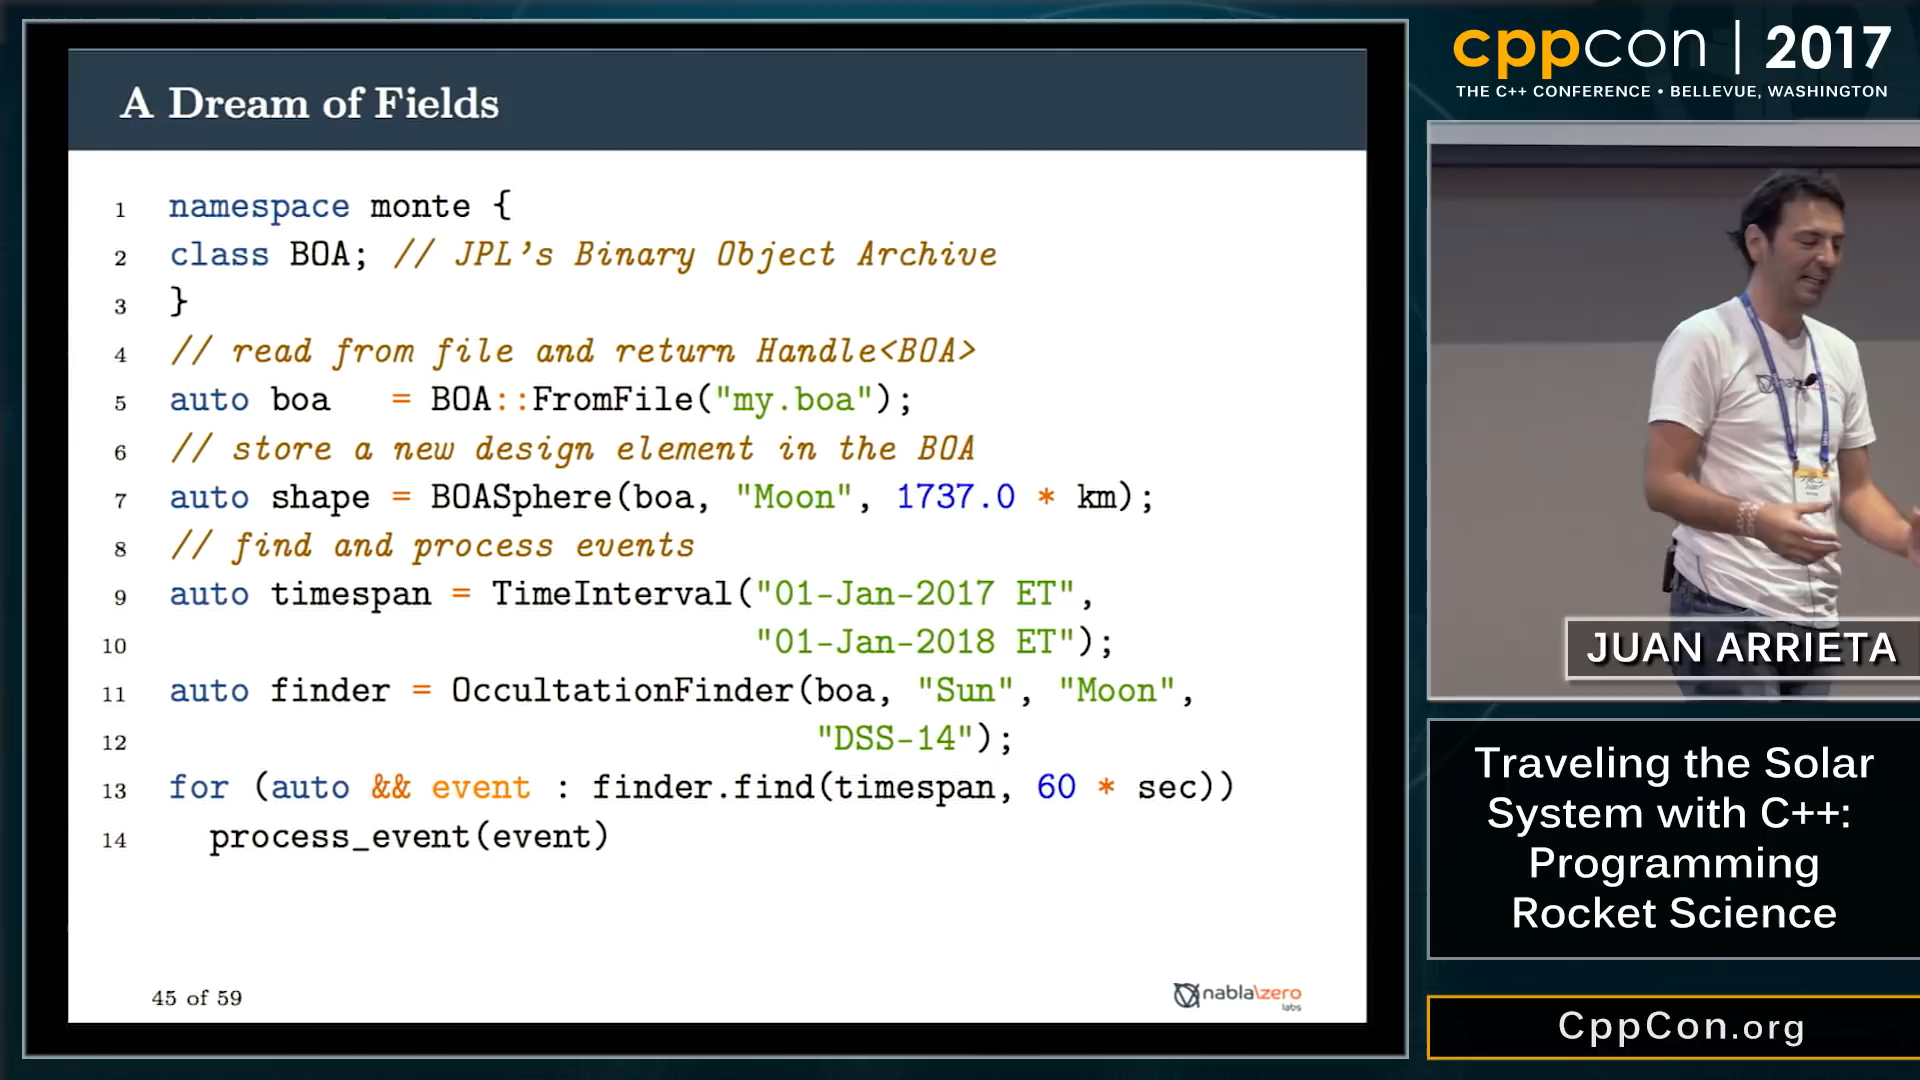 A Dream of Fields
1 namespace monte {
2 class BOA; // JPL's Binary Object Archive
3 }
4 // read from file and return Handle<BOA>
5 auto boa   = BOA::FromFile("my.boa");
6 // store a new design element in the BOA
7 auto shape = BOASphere(boa, "Moon", 1737.0 * km);
8 // find and process events
9 auto timespan = TimeInterval("01-Jan-2017 ET",
10 "01-Jan-2018 ET");
11 auto finder = OccultationFinder(boa, "Sun", "Moon",
12 "DSS-14");
13 for (auto && event : finder.find(timespan, 60 * sec))
14   process_event(event)
45 of 59
nabla\zero
labs
cppcon | 2017
THE C++ CONFERENCE • BELLEVUE, WASHINGTON
JUAN ARRIETA
Traveling the Solar
System with C++:
Programming
Rocket Science
CppCon.org